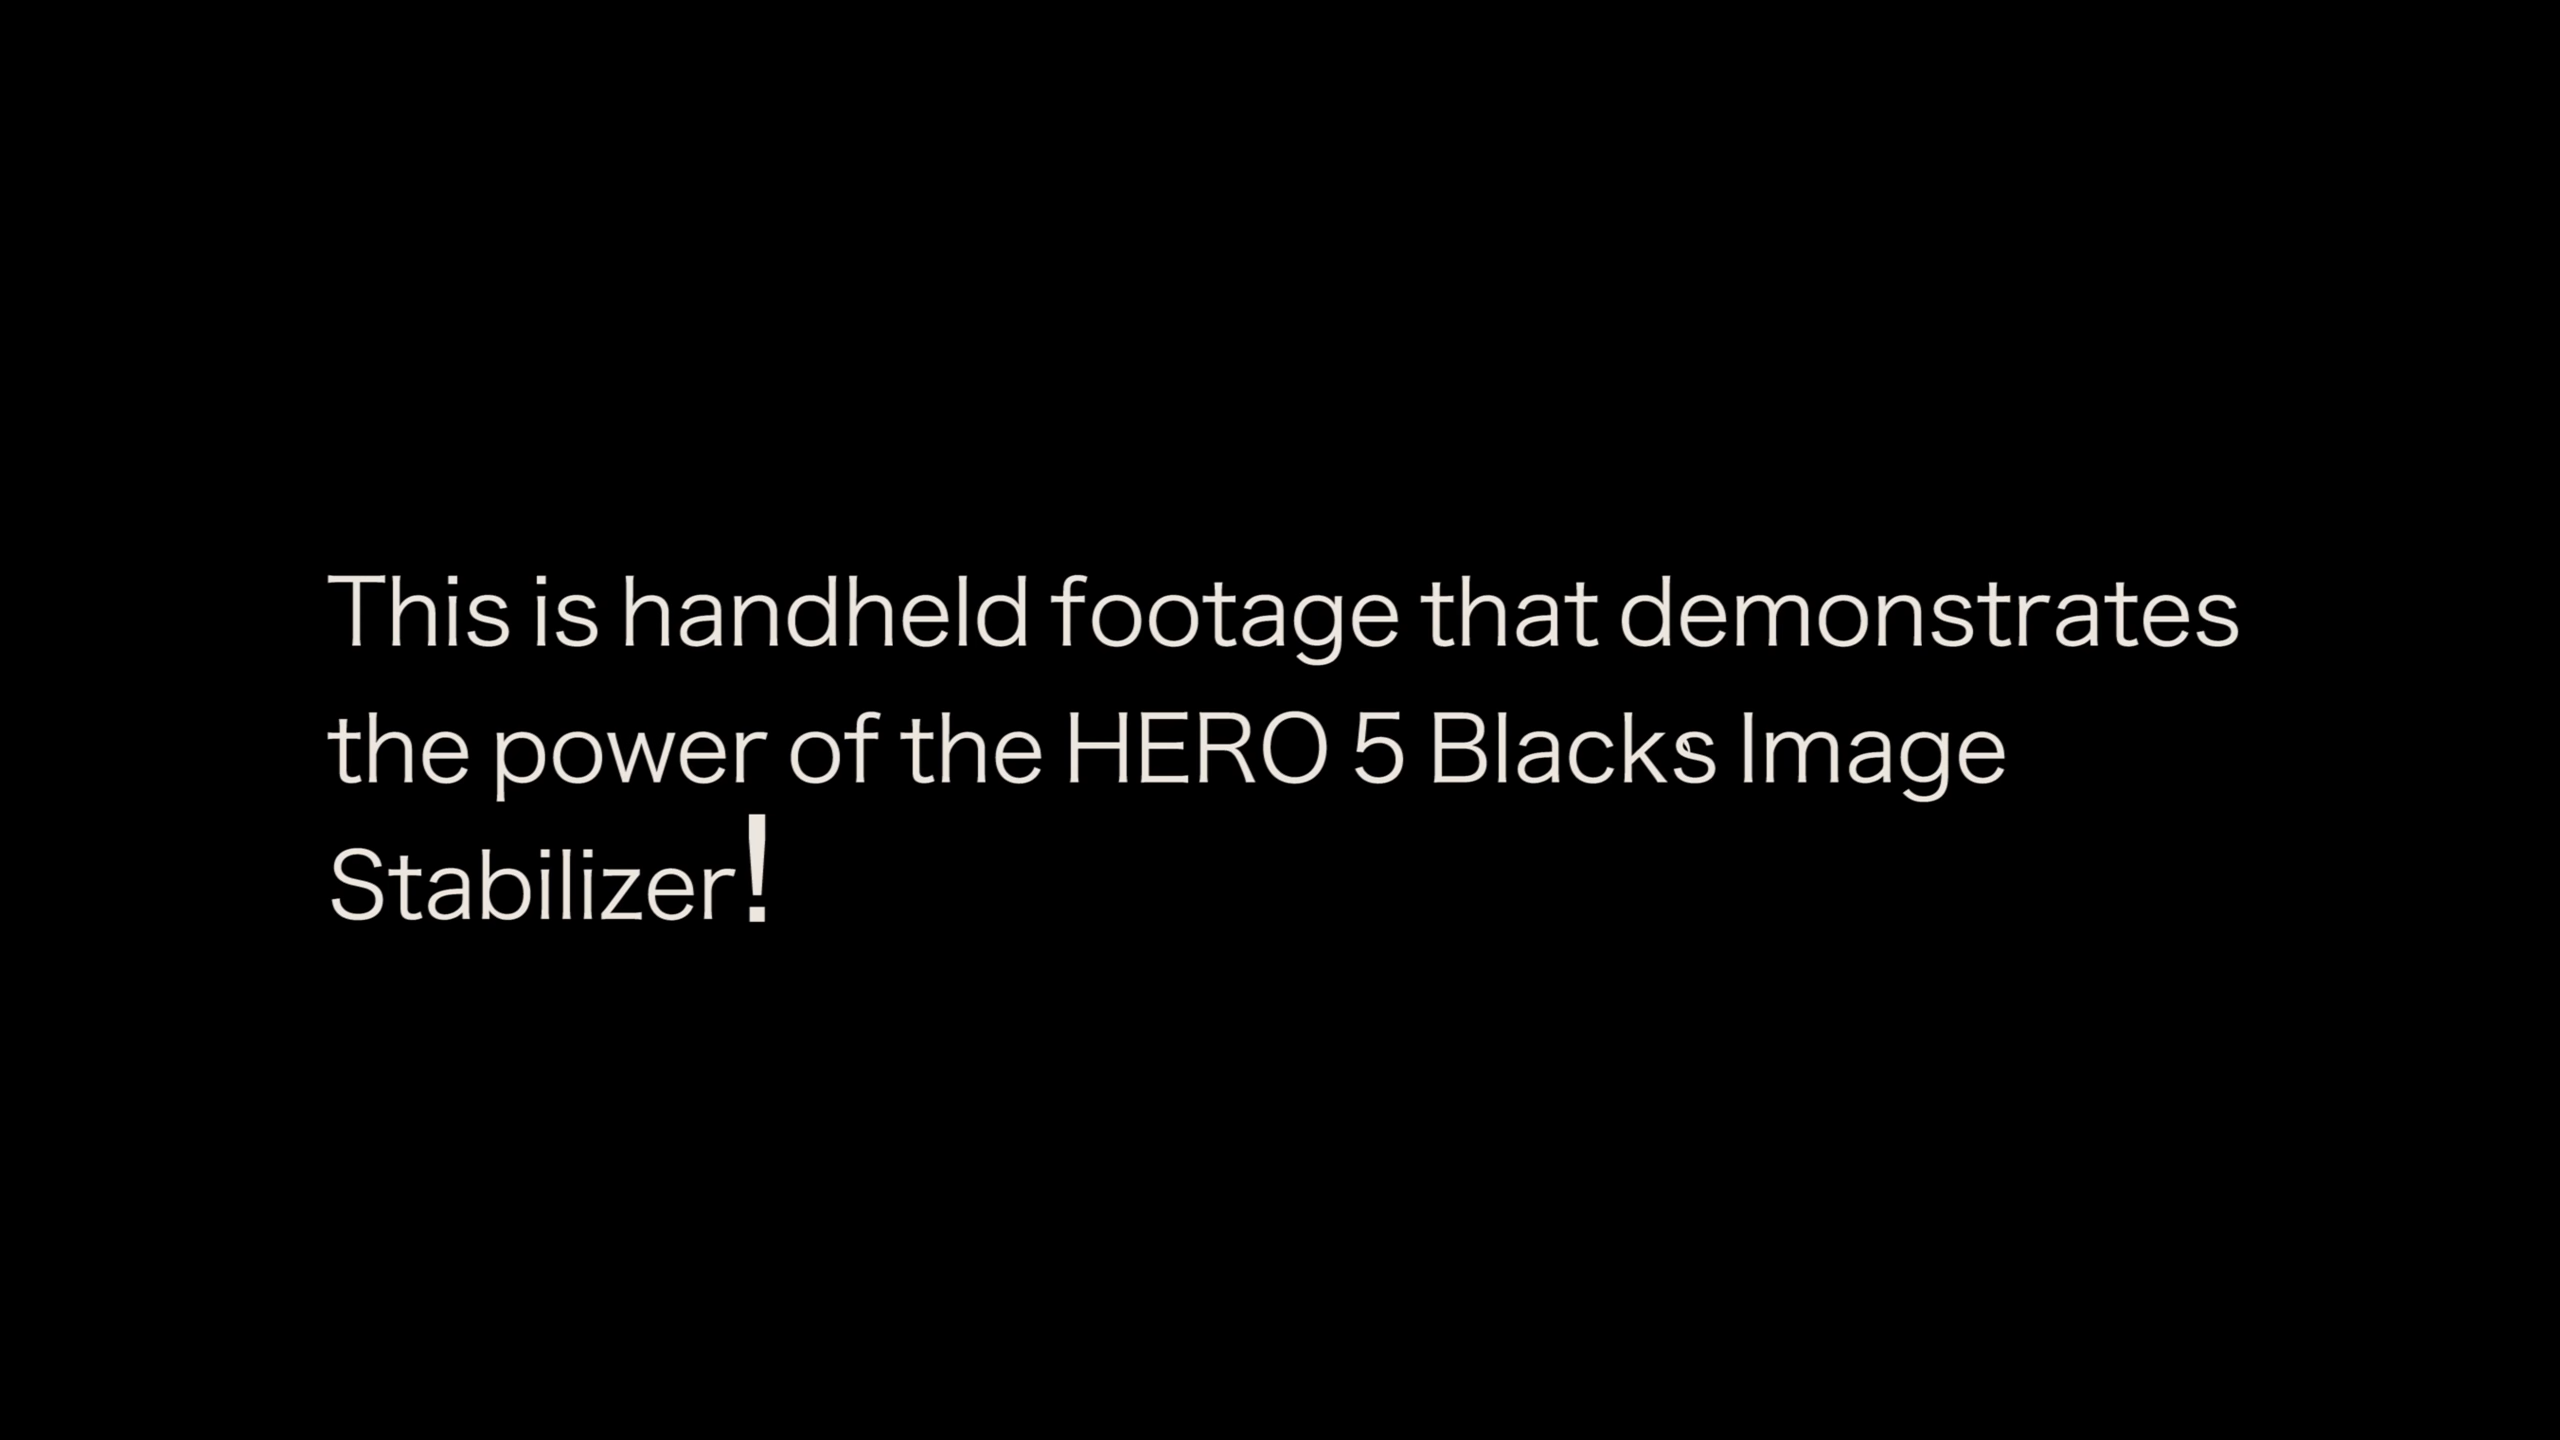 This is handheld footage that demonstrates
the power of the HERO 5 Blacks Image
Stabilizer!